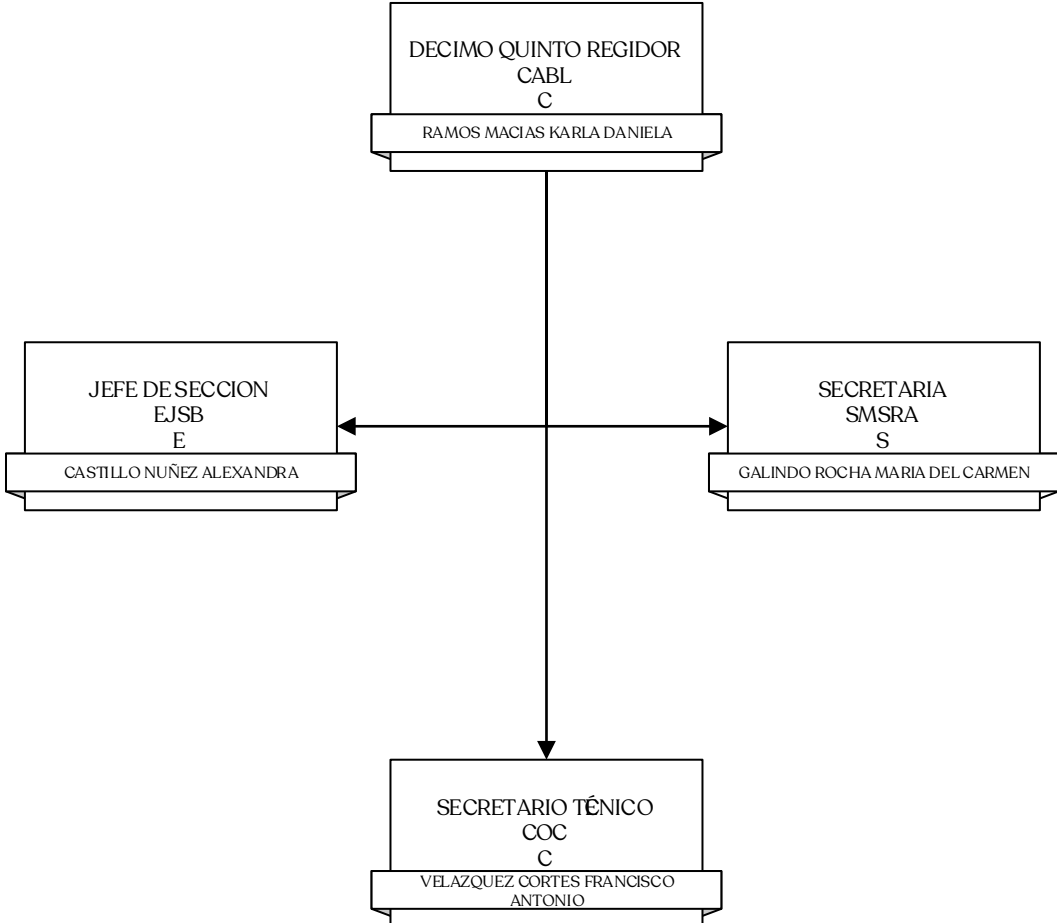 DECIMO QUINTO REGIDOR
CABL
C
RAMOS MACIAS KARLA DANIELA
JEFE DE SECCION
EJSB
E
CASTILLO NUÑEZ ALEXANDRA
SECRETARIA
SMSRA
S
GALINDO ROCHA MARIA DEL CARMEN
SECRETARIO TÉNICO
COC
C
VELAZQUEZ CORTES FRANCISCO
ANTONIO